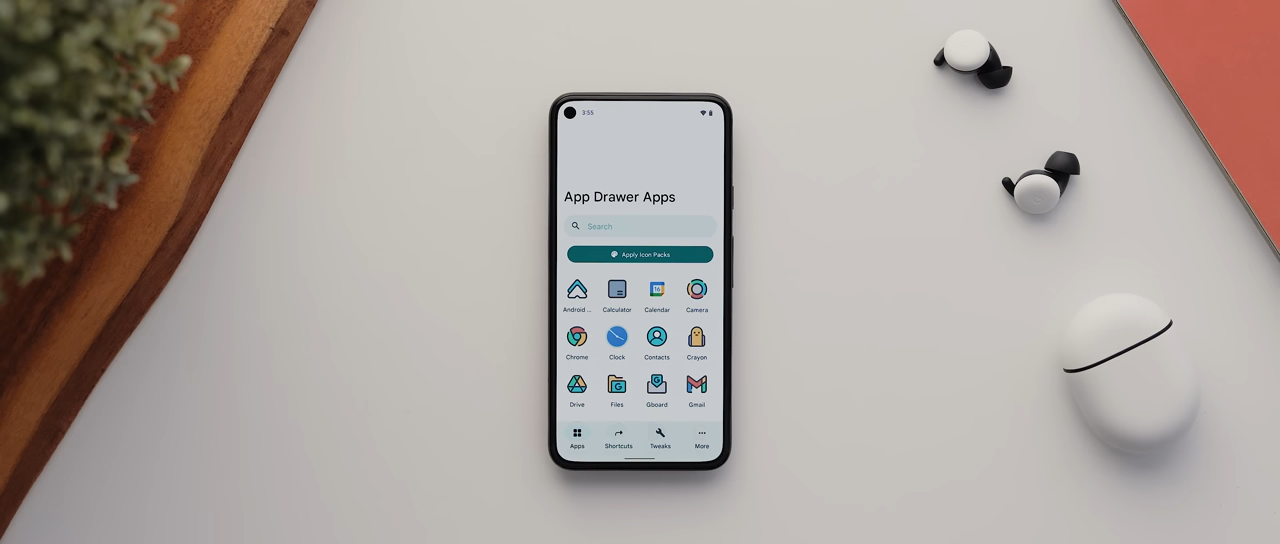 3:55
App Drawer Apps
Search
Apply Icon Packs
16
Android ... Calculator Calendar Camera
Chrome Clock Contacts Crayon
G G
Drive Files Gboard Gmail
Apps Shortcuts Tweaks More